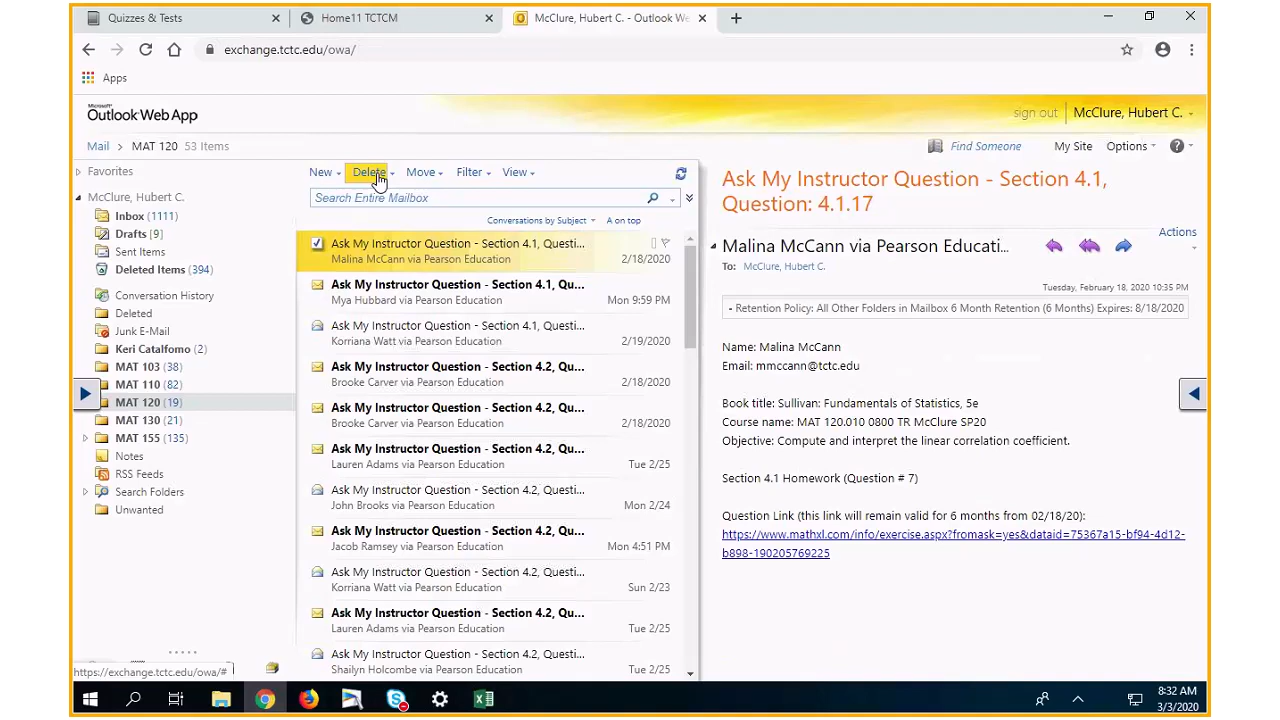 Quizzes & Tests
Home11 TCTCM
McClure, Hubert C. - Outlook We
exchange.tctc.edu/owa/
Apps
Microsoft
Outlook Web App
sign out
McClure, Hubert C.
Mail
MAT 120 53 Items
Find Someone
My Site
Options
Favorites
McClure, Hubert C.
Inbox (1111)
Drafts [9]
Sent Items
Deleted Items (394)
Conversation History
Deleted
Junk E-Mail
Keri Catalfomo (2)
MAT 103 (38)
MAT 110 (82)
MAT 120 (19)
MAT 130 (21)
MAT 155 (135)
Notes
RSS Feeds
Search Folders
Unwanted
https://exchange.tctc.edu/owa/#
New
Delete
Move
Filter
View
Search Entire Mailbox
Conversations by Subject
A on top
Ask My Instructor Question - Section 4.1, Questi...
Malina McCann via Pearson Education 2/18/2020
Ask My Instructor Question - Section 4.1, Qu...
Mya Hubbard via Pearson Education Mon 9:59 PM
Ask My Instructor Question - Section 4.1, Questi...
Korriana Watt via Pearson Education 2/19/2020
Ask My Instructor Question - Section 4.2, Qu...
Brooke Carver via Pearson Education 2/18/2020
Ask My Instructor Question - Section 4.2, Qu...
Brooke Carver via Pearson Education 2/18/2020
Ask My Instructor Question - Section 4.2, Qu...
Lauren Adams via Pearson Education Tue 2/25
Ask My Instructor Question - Section 4.2, Questi...
John Brooks via Pearson Education Mon 2/24
Ask My Instructor Question - Section 4.2, Qu...
Jacob Ramsey via Pearson Education Mon 4:51 PM
Ask My Instructor Question - Section 4.2, Questi...
Korriana Watt via Pearson Education Sun 2/23
Ask My Instructor Question - Section 4.2, Qu...
Lauren Adams via Pearson Education Tue 2/25
Ask My Instructor Question - Section 4.2, Questi...
Shailyn Holcombe via Pearson Education Tue 2/25
Ask My Instructor Question - Section 4.1,
Question: 4.1.17
Actions
Malina McCann via Pearson Educati...
To: McClure, Hubert C.
Tuesday, February 18, 2020 10:35 PM
- Retention Policy: All Other Folders in Mailbox 6 Month Retention (6 Months) Expires: 8/18/2020
Name: Malina McCann
Email: mmccann@tctc.edu
Book title: Sullivan: Fundamentals of Statistics, 5e
Course name: MAT 120.010 0800 TR McClure SP20
Objective: Compute and interpret the linear correlation coefficient.
Section 4.1 Homework (Question # 7)
Question Link (this link will remain valid for 6 months from 02/18/20):
https://www.mathxl.com/info/exercise.aspx?fromask=yes&dataid=75367a15-bf94-4d12-
b898-190205769225
8:32 AM
3/3/2020